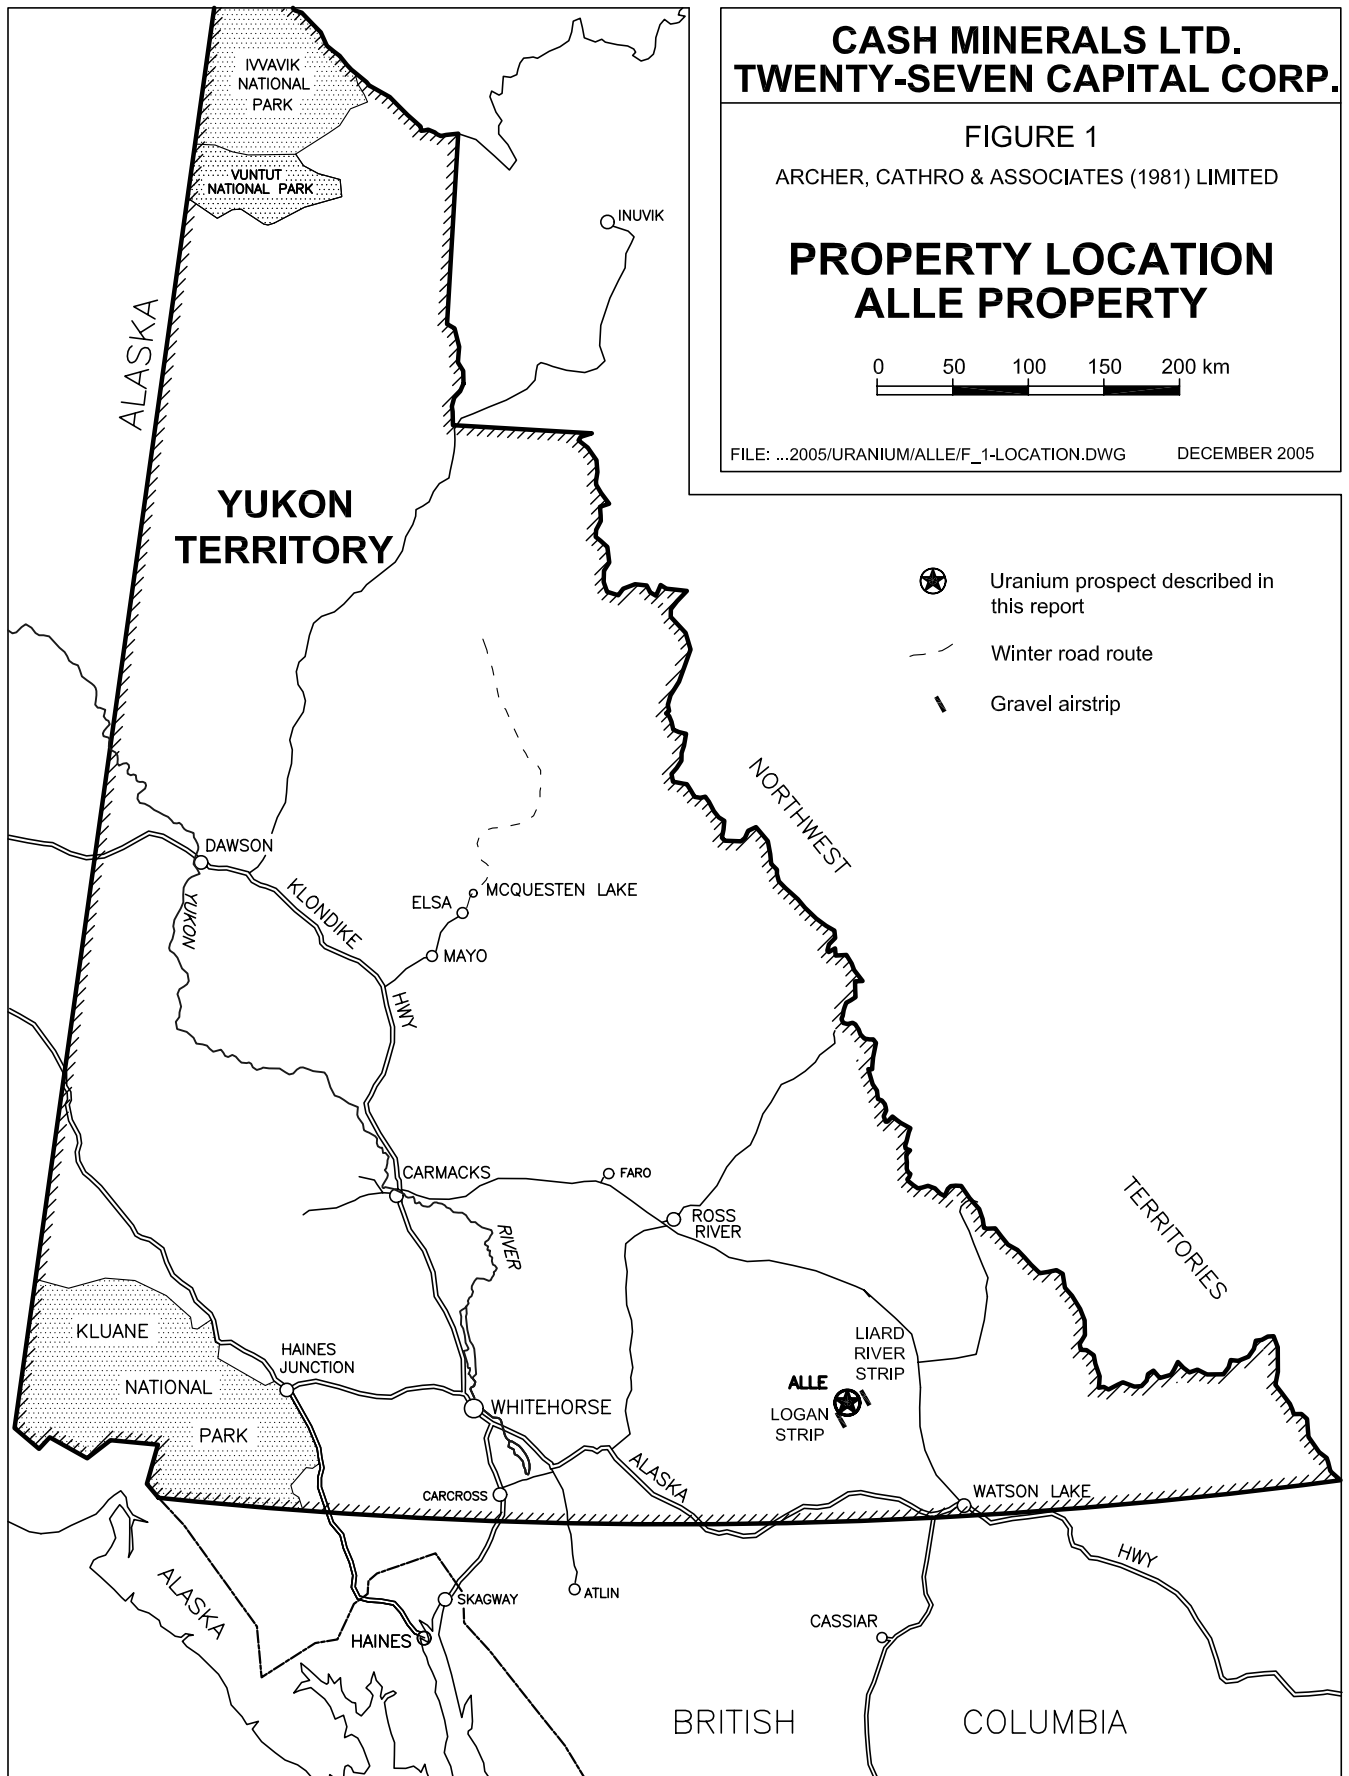 CASH MINERALS LTD.
TWENTY-SEVEN CAPITAL CORP.
FIGURE 1
ARCHER, CATHRO & ASSOCIATES (1981) LIMITED
PROPERTY LOCATION
ALLE PROPERTY
0 50 100 150 200 km
FILE: ...2005/URANIUM/ALLE/F_1-LOCATION.DWG DECEMBER 2005
Uranium prospect described in
this report
Winter road route
Gravel airstrip
IVVAVIK
NATIONAL
PARK
VUNTUT
NATIONAL PARK
INUVIK
ALASKA
YUKON
TERRITORY
NORTHWEST
TERRITORIES
DAWSON
YUKON
KLONDIKE
HWY
MCQUESTEN LAKE
ELSA
MAYO
CARMACKS
FARO
ROSS
RIVER
RIVER
KLUANE
NATIONAL
PARK
HAINES
JUNCTION
WHITEHORSE
LIARD
RIVER
STRIP
ALLE
LOGAN
STRIP
ALASKA
CARCROSS
WATSON LAKE
HWY
ALASKA
SKAGWAY
ATLIN
HAINES
CASSIAR
BRITISH COLUMBIA